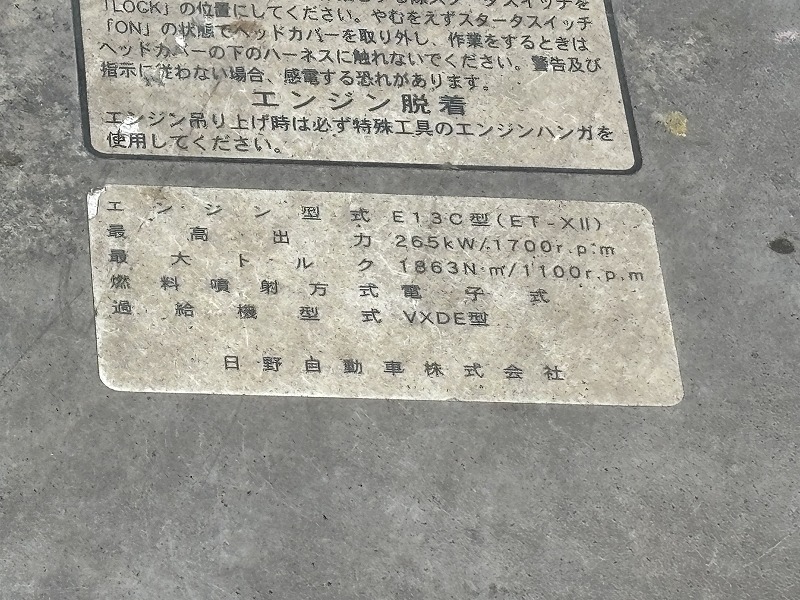 「LOCK」の位置にしてください。やむをえずスタータスイッチ
「ON」の状態でヘッドカバーを取り外し、作業をするときは
ヘッドカバーの下のハーネスに触れないでください。警告及び
指示に従わない場合、感電する恐れがあります。
エンジン脱着
エンジン吊り上げ時は必ず特殊工具のエンジンハンガを
使用してください。
エンジン型式 E13C型(ET-XII)
最高出力 265kW/1700r.p.m
最大トルク 1863N·m/1100r.p.m
燃料噴射方式 電子式
過給機型式 VXDE型
日野自動車株式会社